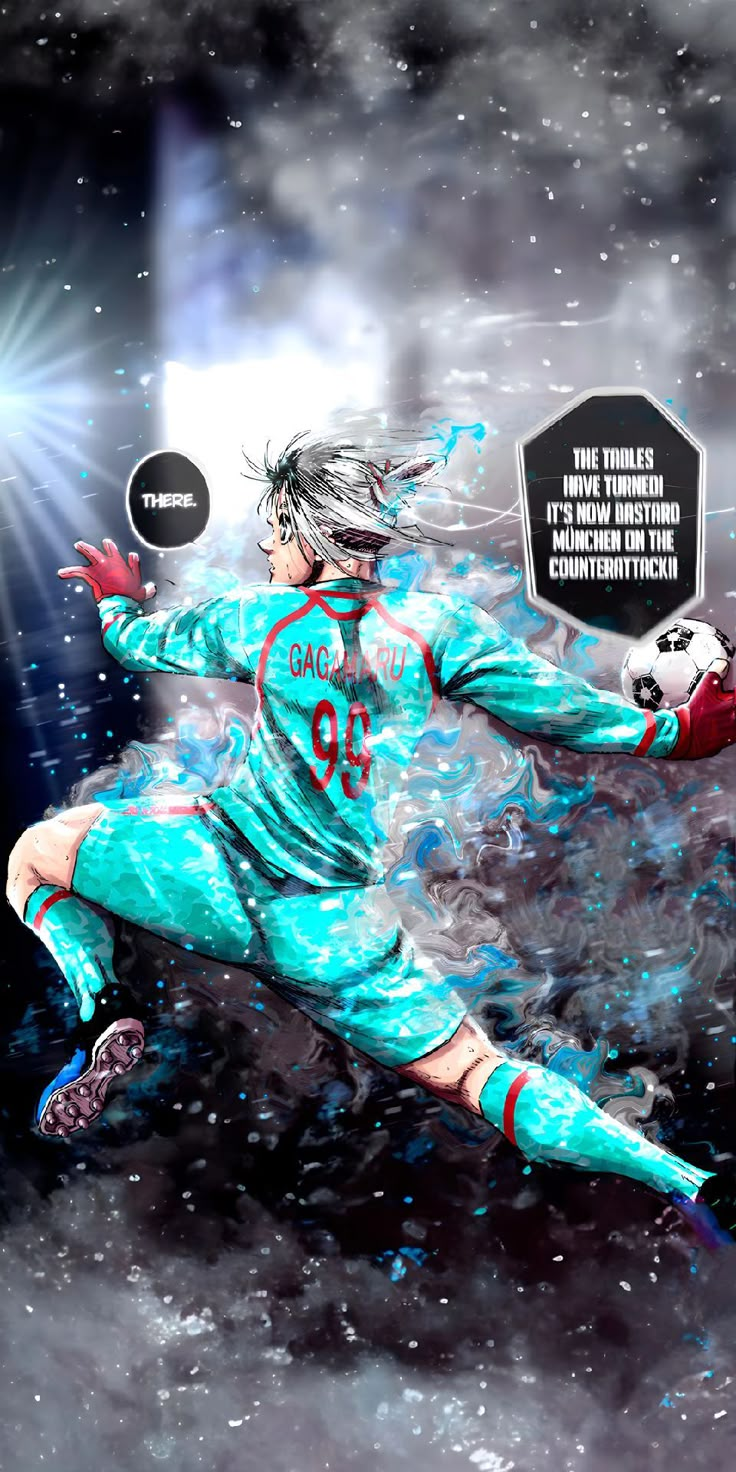 THERE.
THE TABLES
HAVE TURNED!
IT'S NOW BASTARD
MÜNCHEN ON THE
COUNTERATTACK!!
GAGAMARU
99